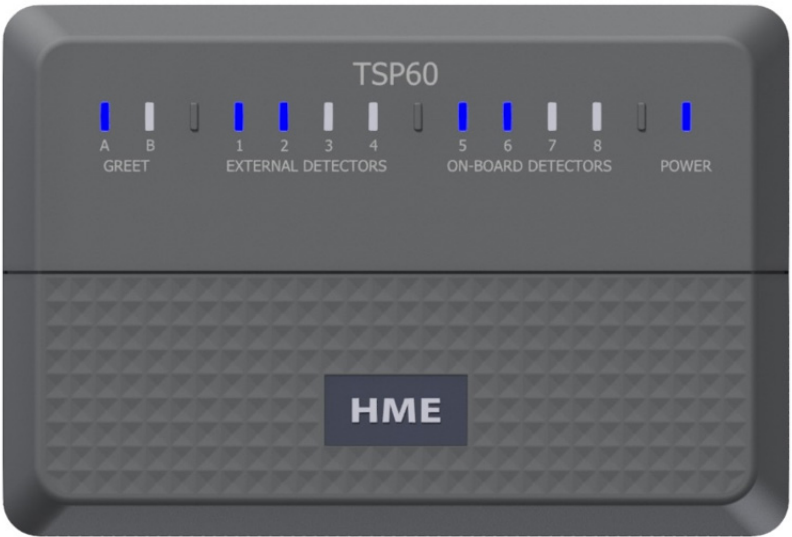 TSP60
A B 1 2 3 4 5 6 7 8
GREET EXTERNAL DETECTORS ON-BOARD DETECTORS POWER
HME